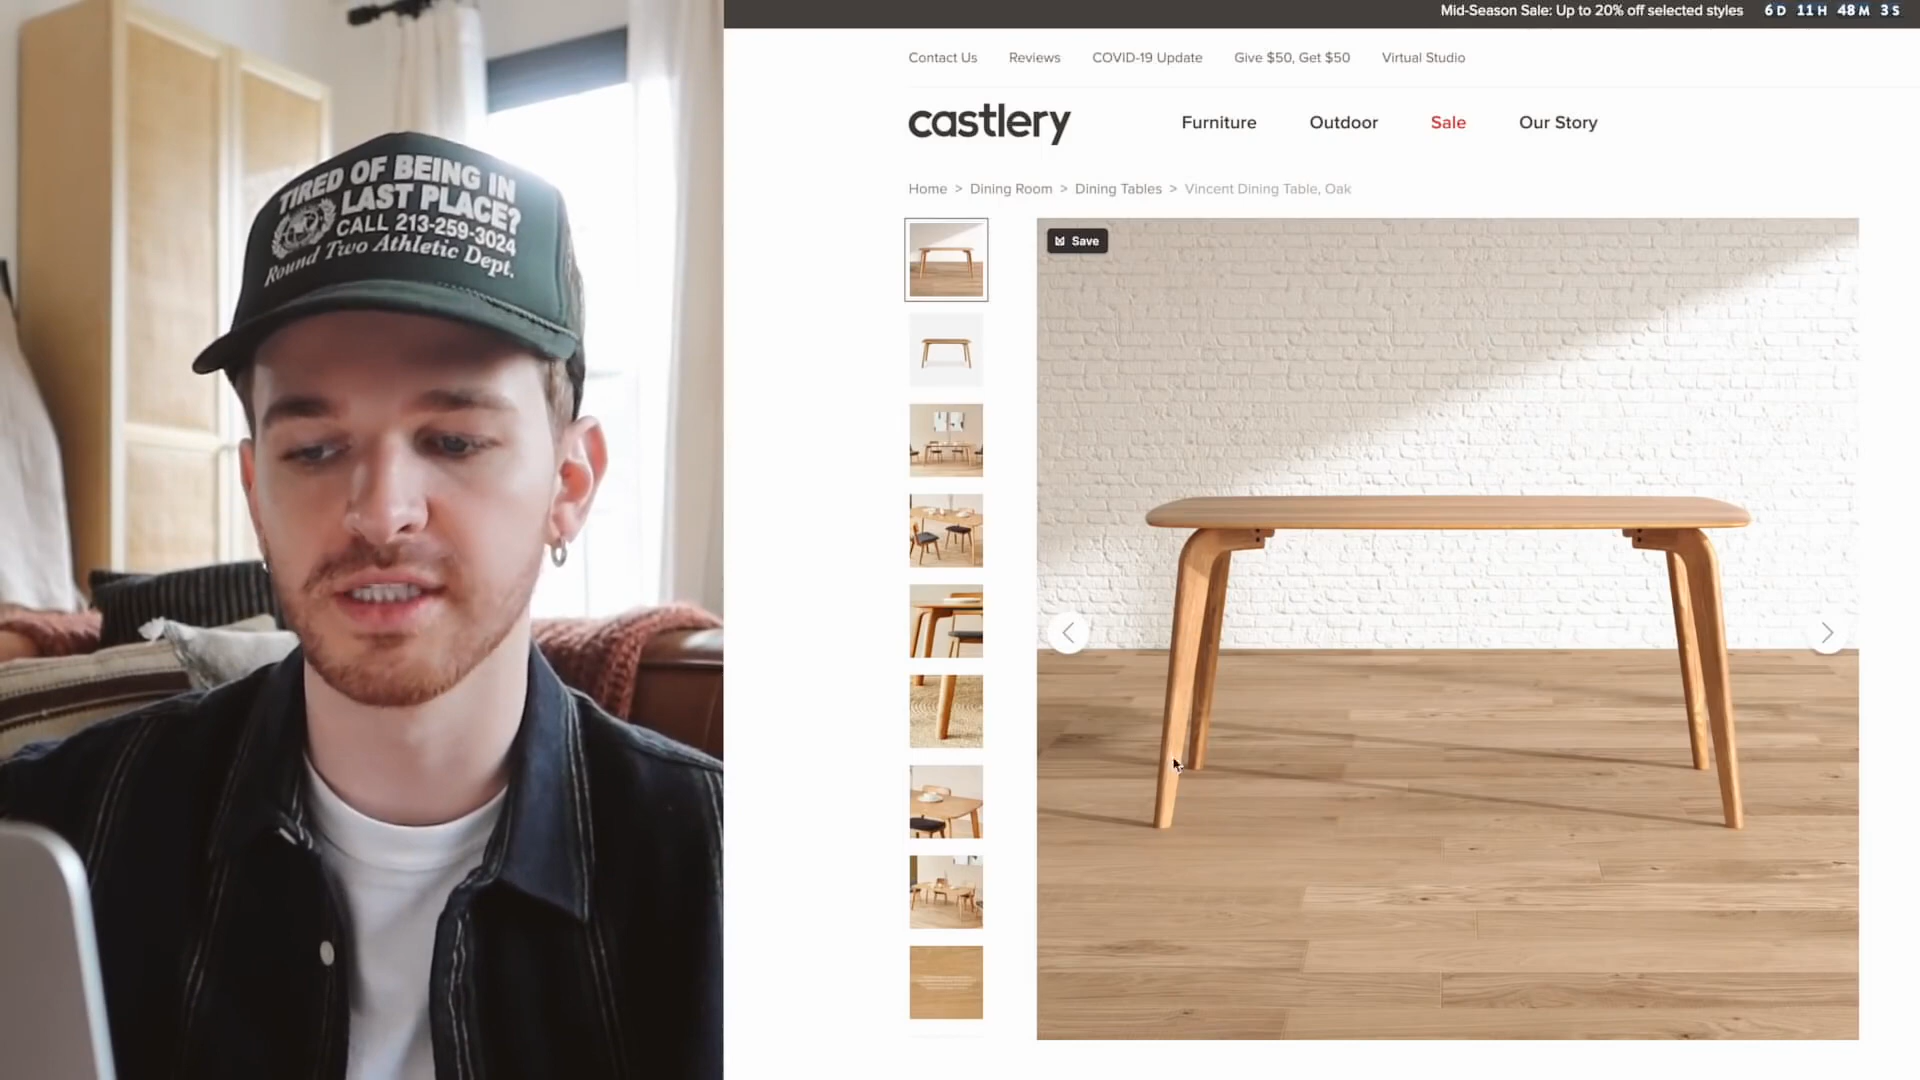 TIRED OF BEING IN
LAST PLACE?
CALL 213-259-3024
Round Two Athletic Dept.
Mid-Season Sale: Up to 20% off selected styles 6 D 11 H 48 M 3 S
Contact Us Reviews COVID-19 Update Give $50, Get $50 Virtual Studio
castlery Furniture Outdoor Sale Our Story
Home > Dining Room > Dining Tables > Vincent Dining Table, Oak
Save